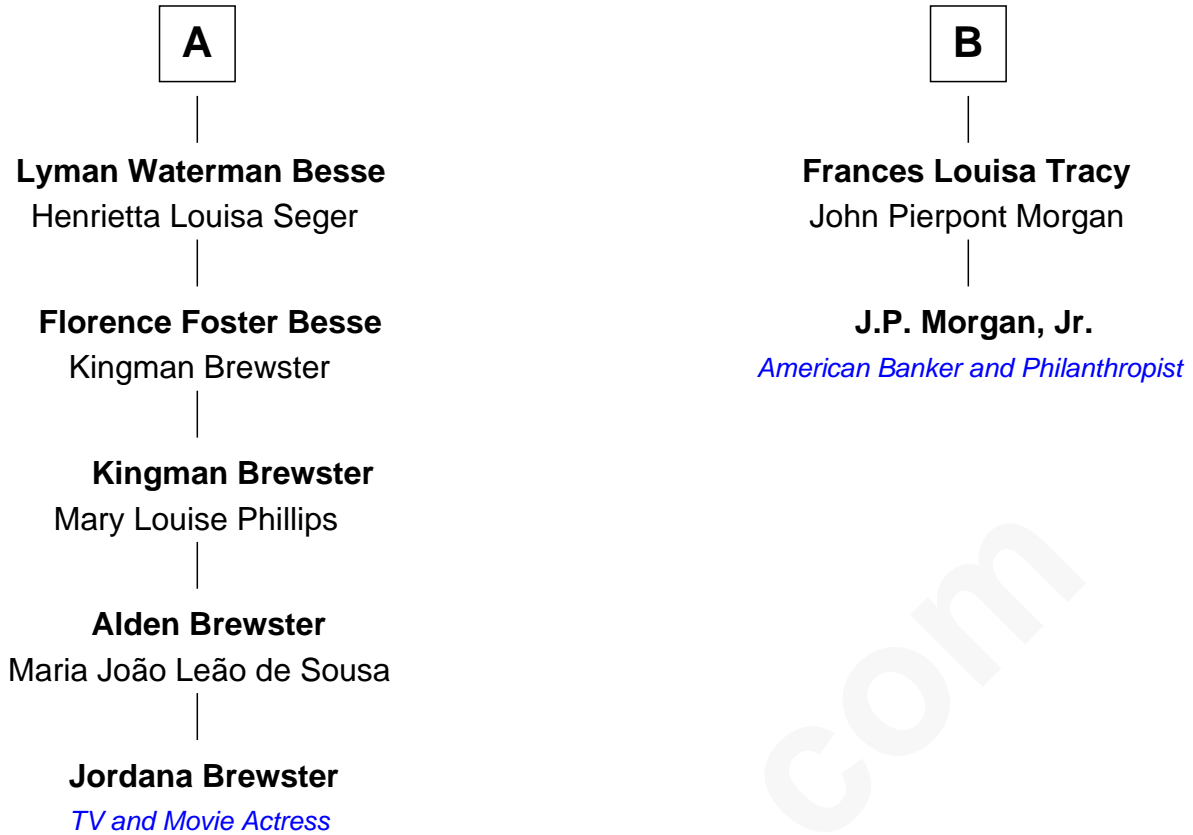 A
Lyman Waterman Besse
Henrietta Louisa Seger
Florence Foster Besse
Kingman Brewster
Kingman Brewster
Mary Louise Phillips
Alden Brewster
Maria João Leão de Sousa
Jordana Brewster
TV and Movie Actress
B
Frances Louisa Tracy
John Pierpont Morgan
J.P. Morgan, Jr.
American Banker and Philanthropist
com